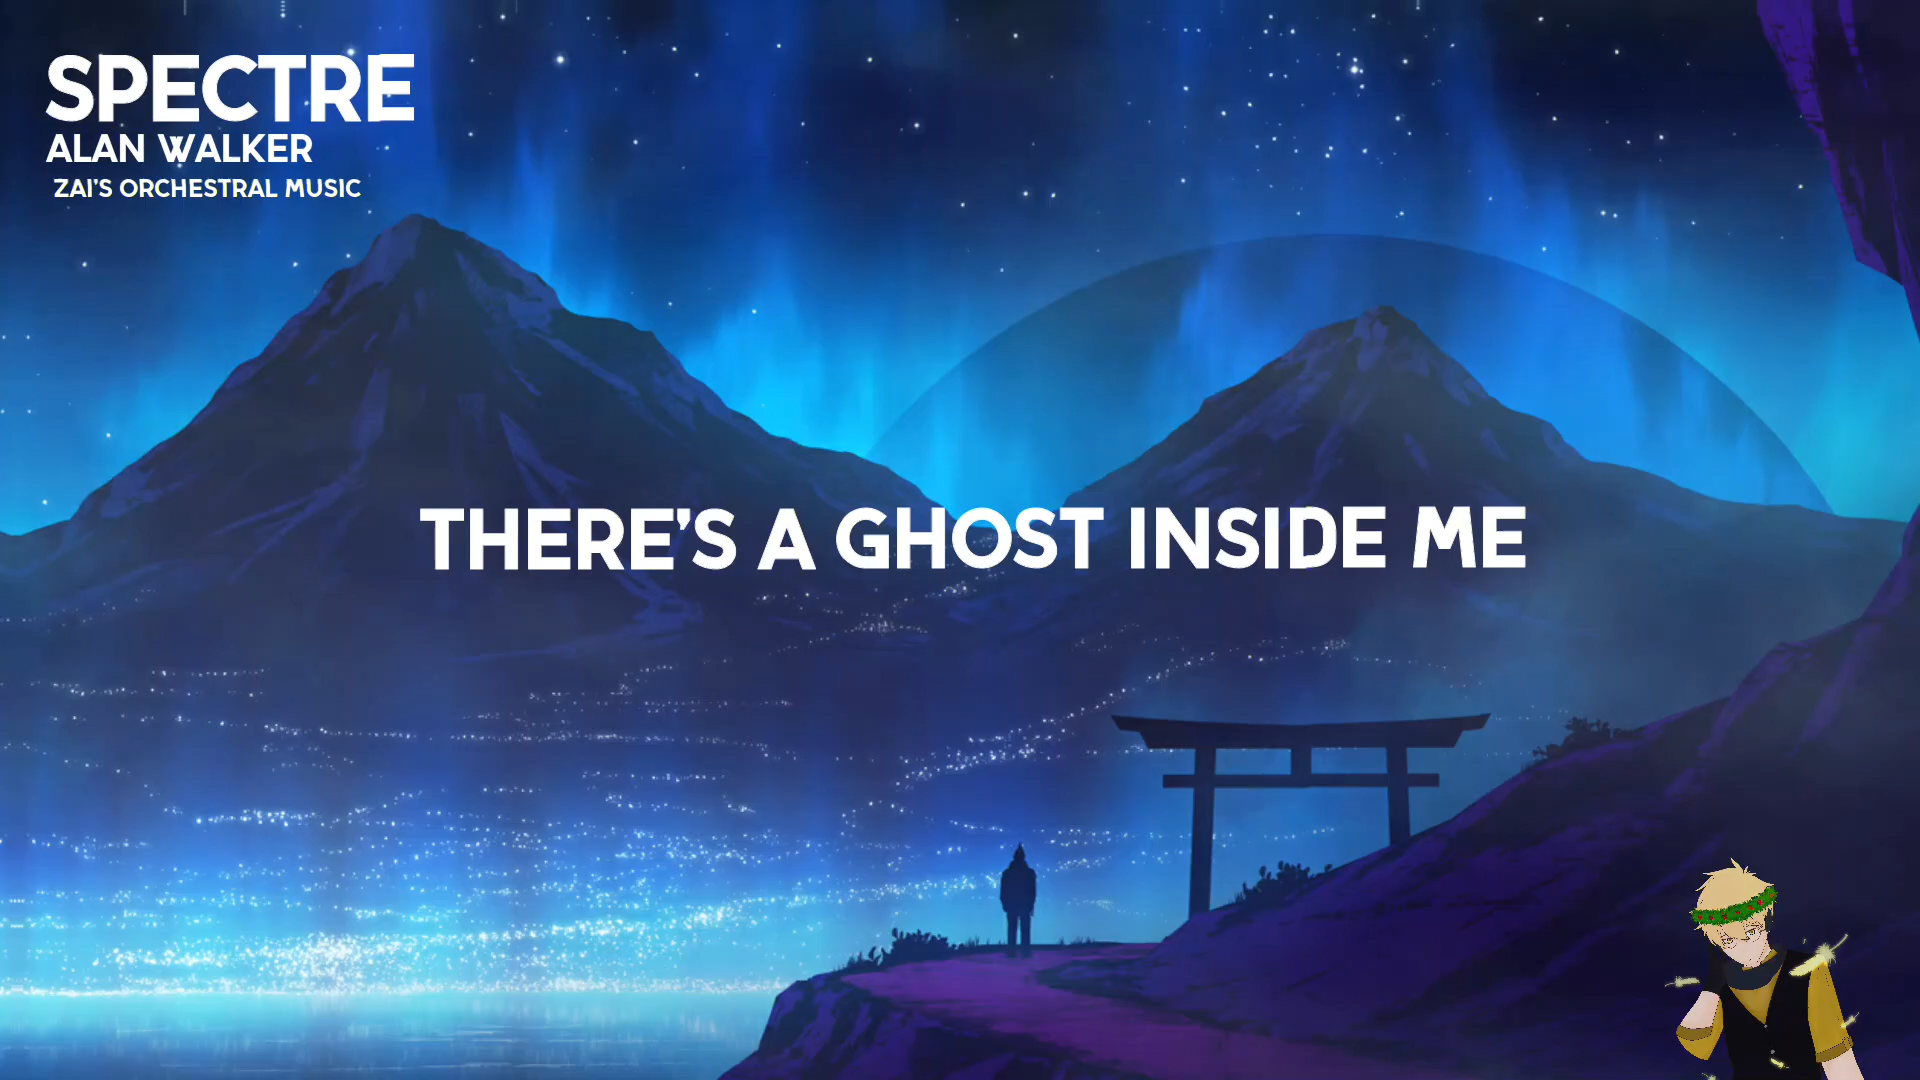 SPECTRE
ALAN WALKER
ZAI'S ORCHESTRAL MUSIC
THERE'S A GHOST INSIDE ME